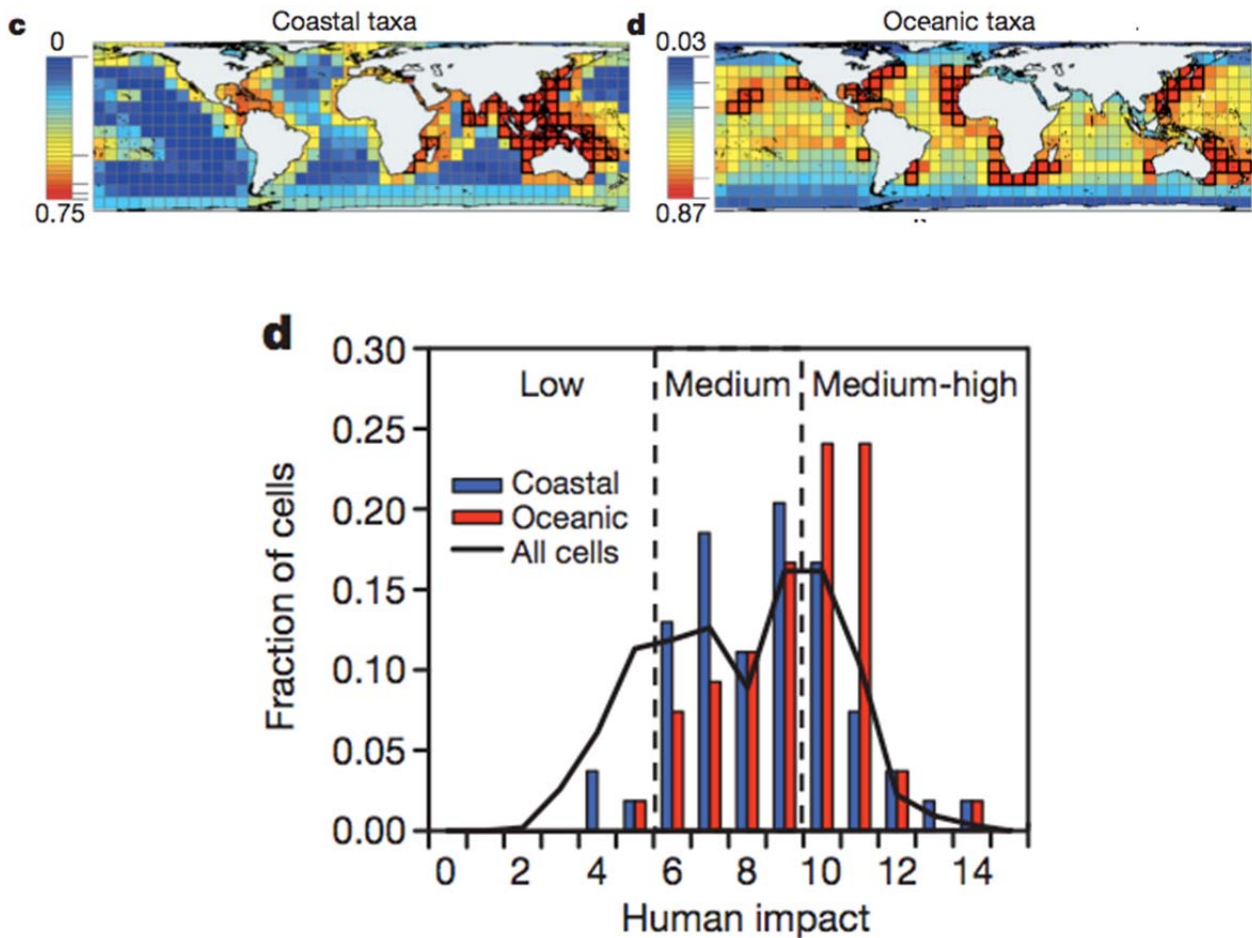 c Coastal taxa d Oceanic taxa
0 0.03
0.75 0.87
d
0.30
Low Medium Medium-high
0.25
Coastal
0.20
Oceanic
All cells
0.15
0.10
0.05
0.00
Fraction of cells
0 2 4 6 8 10 12 14
Human impact